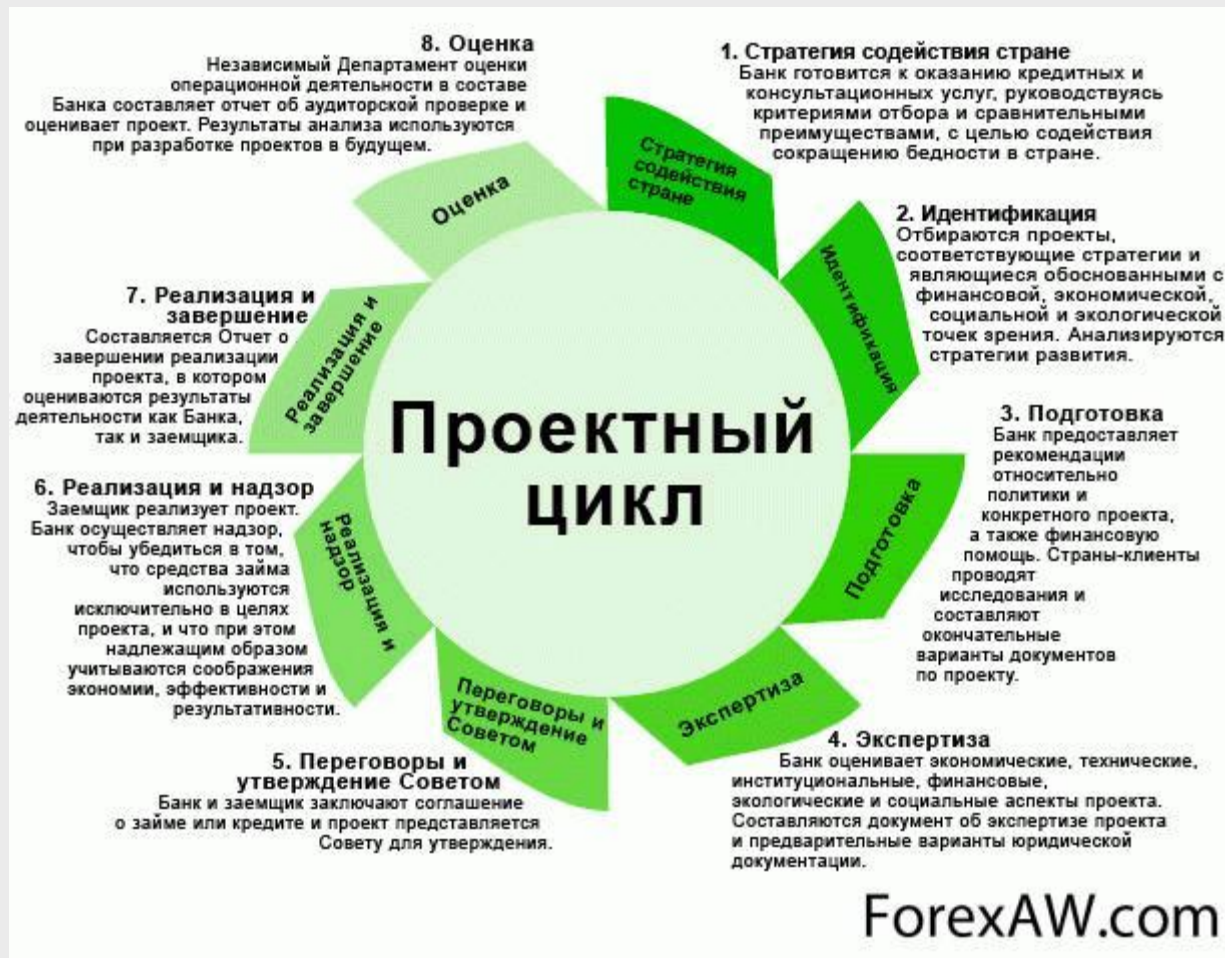 8. Оценка
Независимый Департамент оценки
операционной деятельности в составе
Банка составляет отчет об аудиторской проверке и
оценивает проект. Результаты анализа используются
при разработке проектов в будущем.
1. Стратегия содействия стране
Банк готовится к оказанию кредитных и
консультационных услуг, руководствуясь
критериями отбора и сравнительными
преимуществами, с целью содействия
сокращению бедности в стране.
2. Идентификация
Отбираются проекты,
соответствующие стратегии и
являющиеся обоснованными с
финансовой, экономической,
социальной и экологической
точек зрения. Анализируются
стратегии развития.
3. Подготовка
Банк предоставляет
рекомендации
относительно
политики и
конкретного проекта,
а также финансовую
помощь. Страны-клиенты
проводят
исследования и
составляют
окончательные
варианты документов
по проекту.
4. Экспертиза
Банк оценивает экономические, технические,
институциональные, финансовые,
экологические и социальные аспекты проекта.
Составляются документ об экспертизе проекта
и предварительные варианты юридической
документации.
5. Переговоры и
утверждение Советом
Банк и заемщик заключают соглашение
о займе или кредите и проект представляется
Совету для утверждения.
6. Реализация и надзор
Заемщик реализует проект.
Банк осуществляет надзор,
чтобы убедиться в том,
что средства займа
используются
исключительно в целях
проекта, и что при этом
надлежащим образом
учитываются соображения
экономии, эффективности и
результативности.
7. Реализация и
завершение
Составляется Отчет о
завершении реализации
проекта, в котором
оцениваются результаты
деятельности как Банка,
так и заемщика.
Стратегия
содействия
стране
Идентификация
Подготовка
Экспертиза
Переговоры и
утверждение
Советом
Реализация и
надзор
Реализация и
завершение
Оценка
Проектный
цикл
ForexAW.com